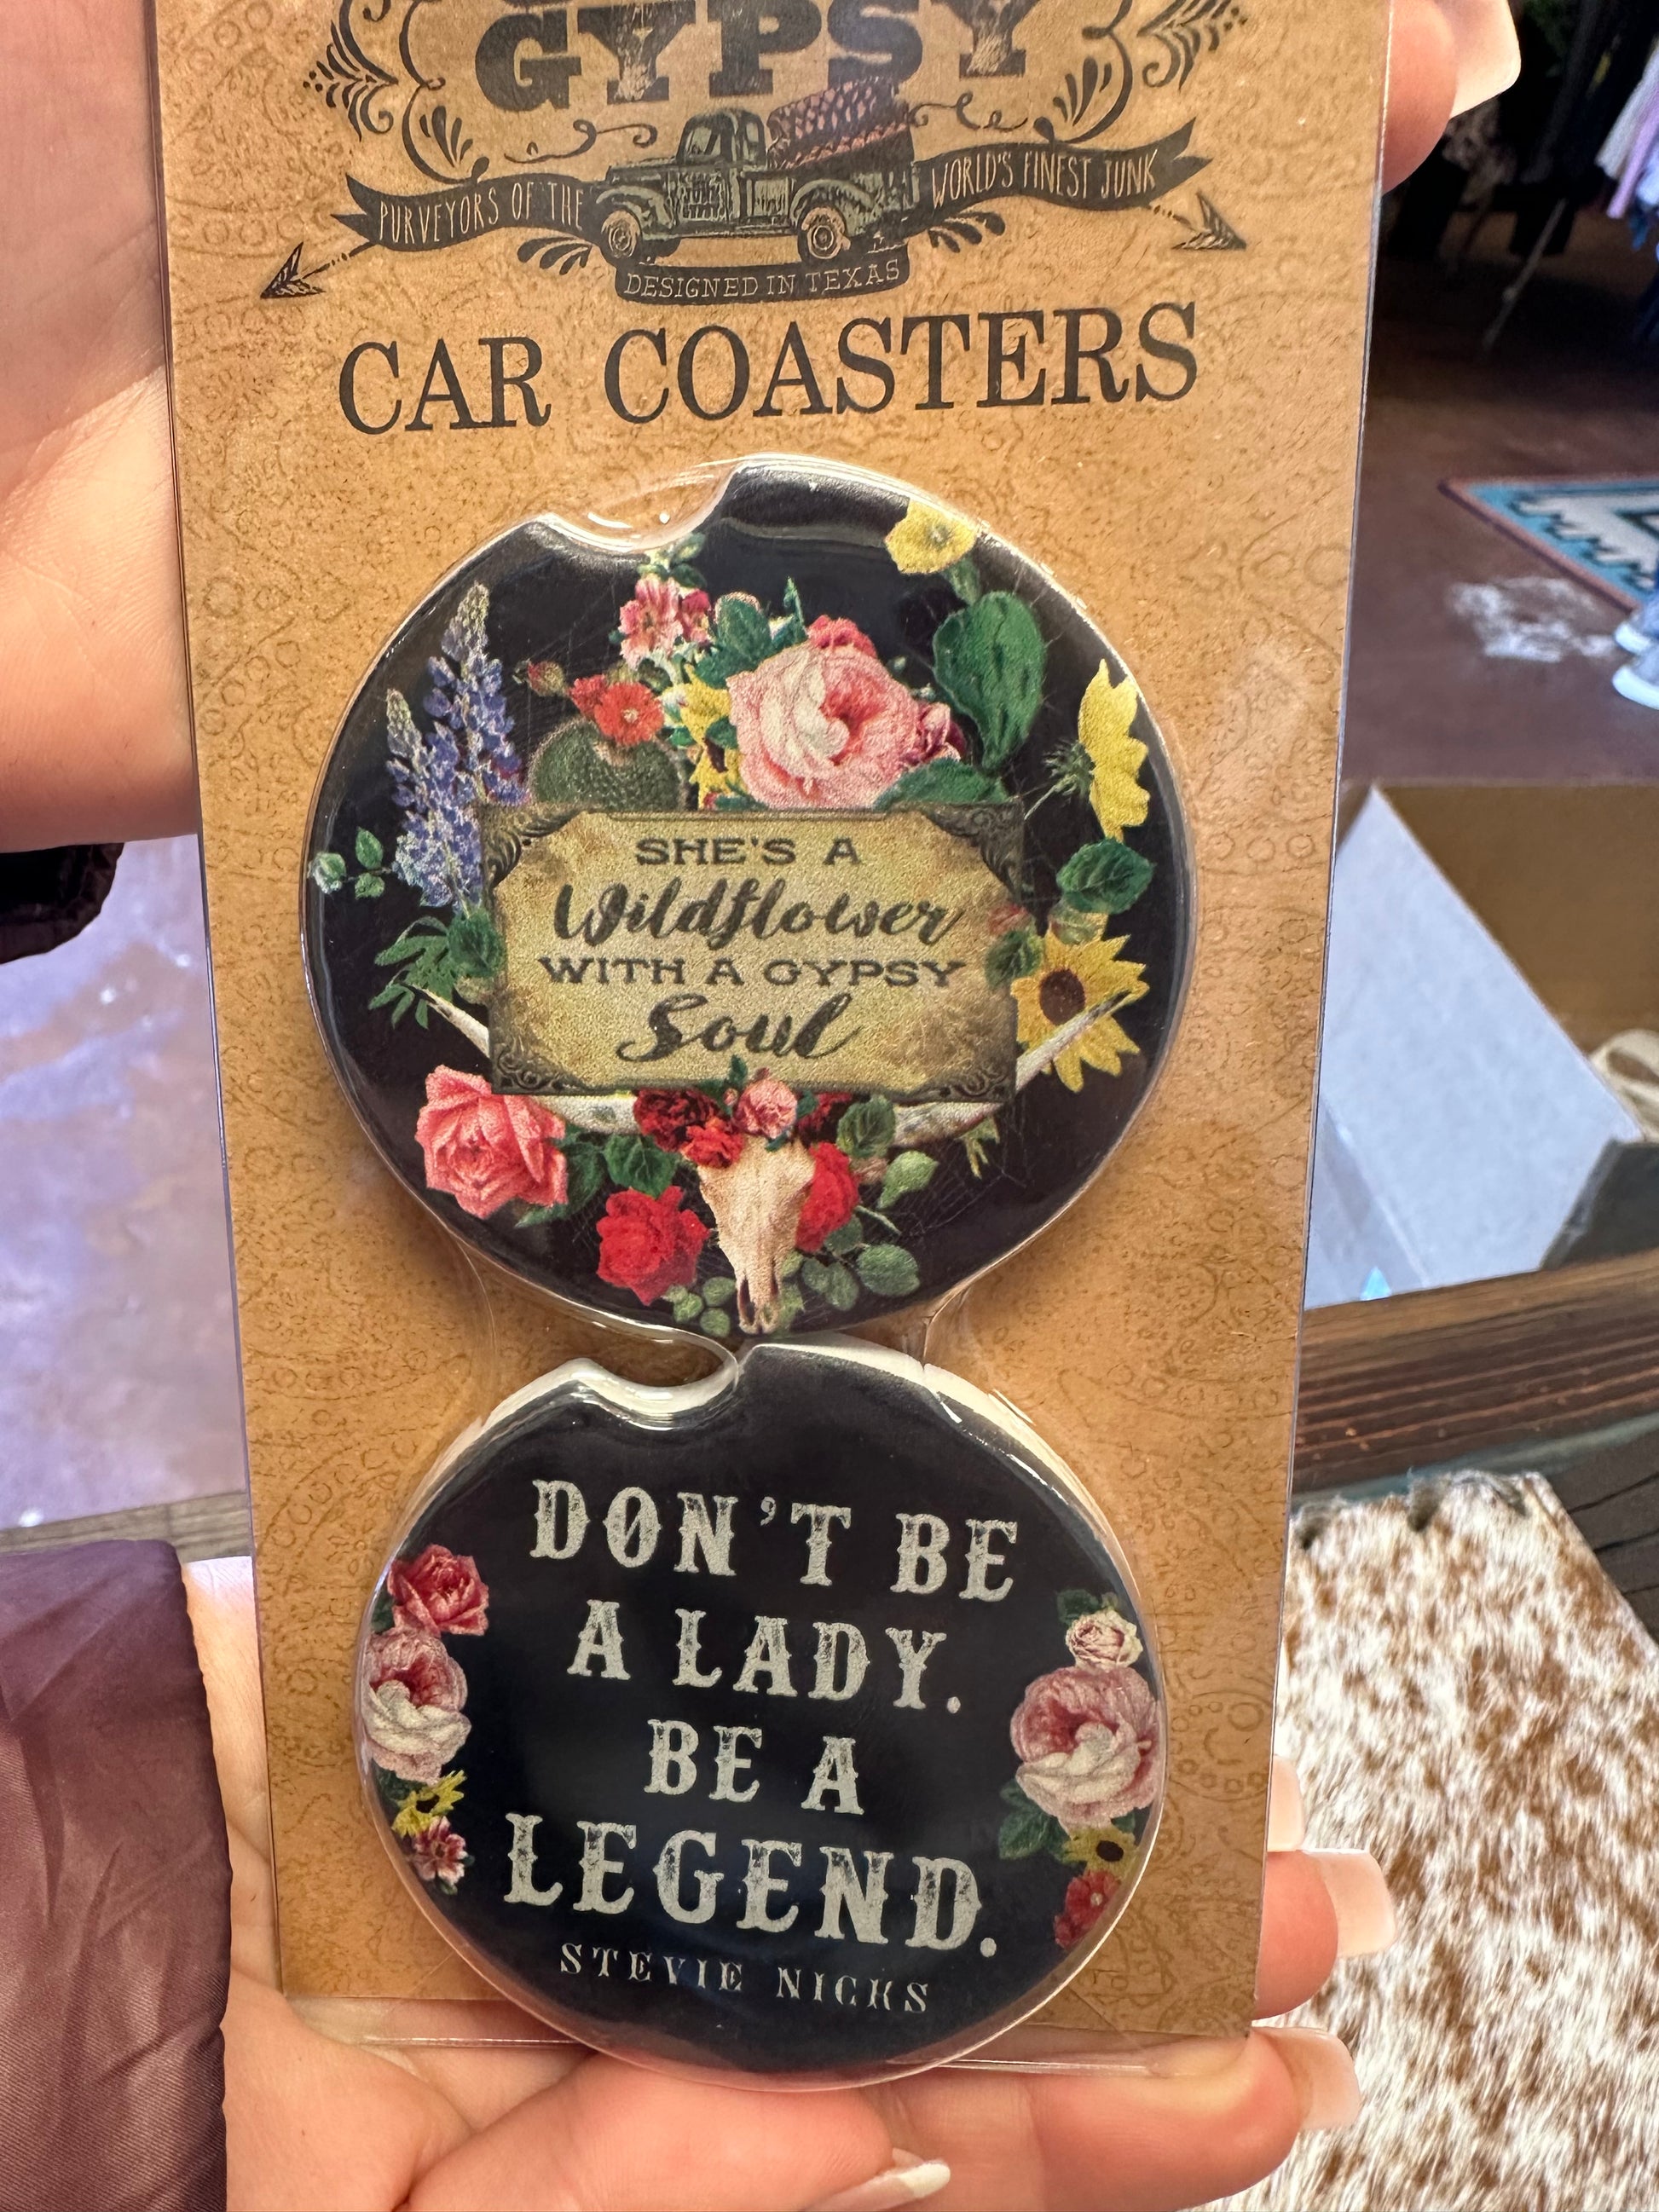 GYPSY
PURVEYORS OF THE WORLD'S FINEST JUNK
DESIGNED IN TEXAS
CAR COASTERS
SHE'S A
Wildflower
WITH A GYPSY
Soul
DON'T BE
A LADY.
BE A
LEGEND.
STEVIE NICKS